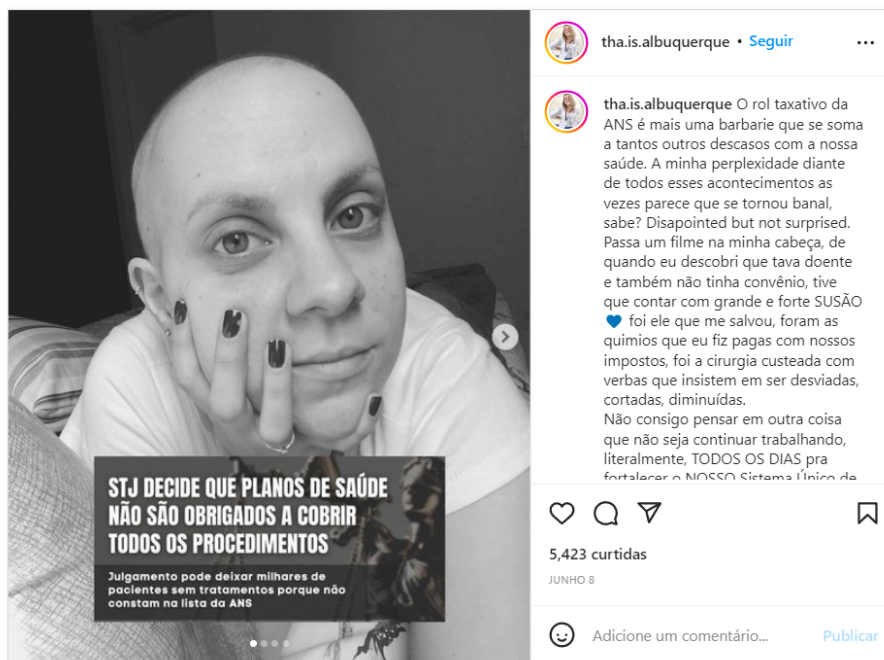 STJ DECIDE QUE PLANOS DE SAÚDE
NÃO SÃO OBRIGADOS A COBRIR
TODOS OS PROCEDIMENTOS
Julgamento pode deixar milhares de
pacientes sem tratamentos porque não
constam na lista da ANS
tha.is.albuquerque • Seguir
tha.is.albuquerque O rol taxativo da
ANS é mais uma barbarie que se soma
a tantos outros descasos com a nossa
saúde. A minha perplexidade diante
de todos esses acontecimentos as
vezes parece que se tornou banal,
sabe? Disapointed but not surprised.
Passa um filme na minha cabeça, de
quando eu descobri que tava doente
e também não tinha convênio, tive
que contar com grande e forte SUSÃO
💙 foi ele que me salvou, foram as
quimios que eu fiz pagas com nossos
impostos, foi a cirurgia custeada com
verbas que insistem em ser desviadas,
cortadas, diminuídas.
Não consigo pensar em outra coisa
que não seja continuar trabalhando,
literalmente, TODOS OS DIAS pra
fortalecer o NOSSO Sistema Único de
5,423 curtidas
JUNHO 8
Adicione um comentário...
Publicar